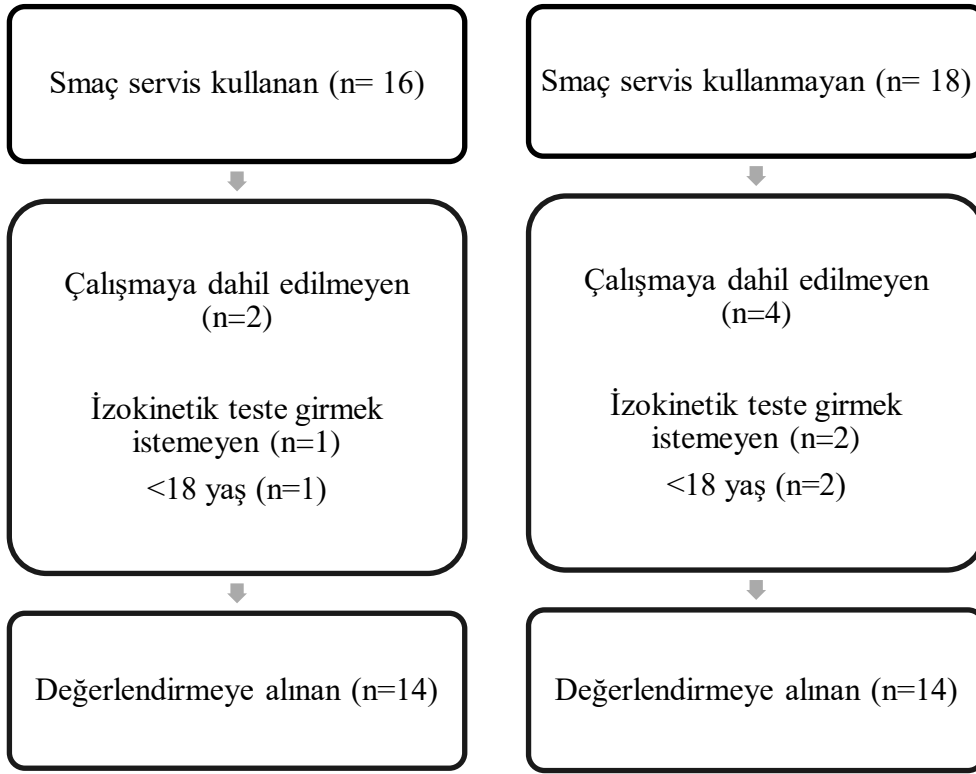 Smaç servis kullanan (n= 16)
Çalışmaya dahil edilmeyen
(n=2)
İzokinetik teste girmek
istemeyen (n=1)
<18 yaş (n=1)
Değerlendirmeye alınan (n=14)
Smaç servis kullanmayan (n= 18)
Çalışmaya dahil edilmeyen
(n=4)
İzokinetik teste girmek
istemeyen (n=2)
<18 yaş (n=2)
Değerlendirmeye alınan (n=14)